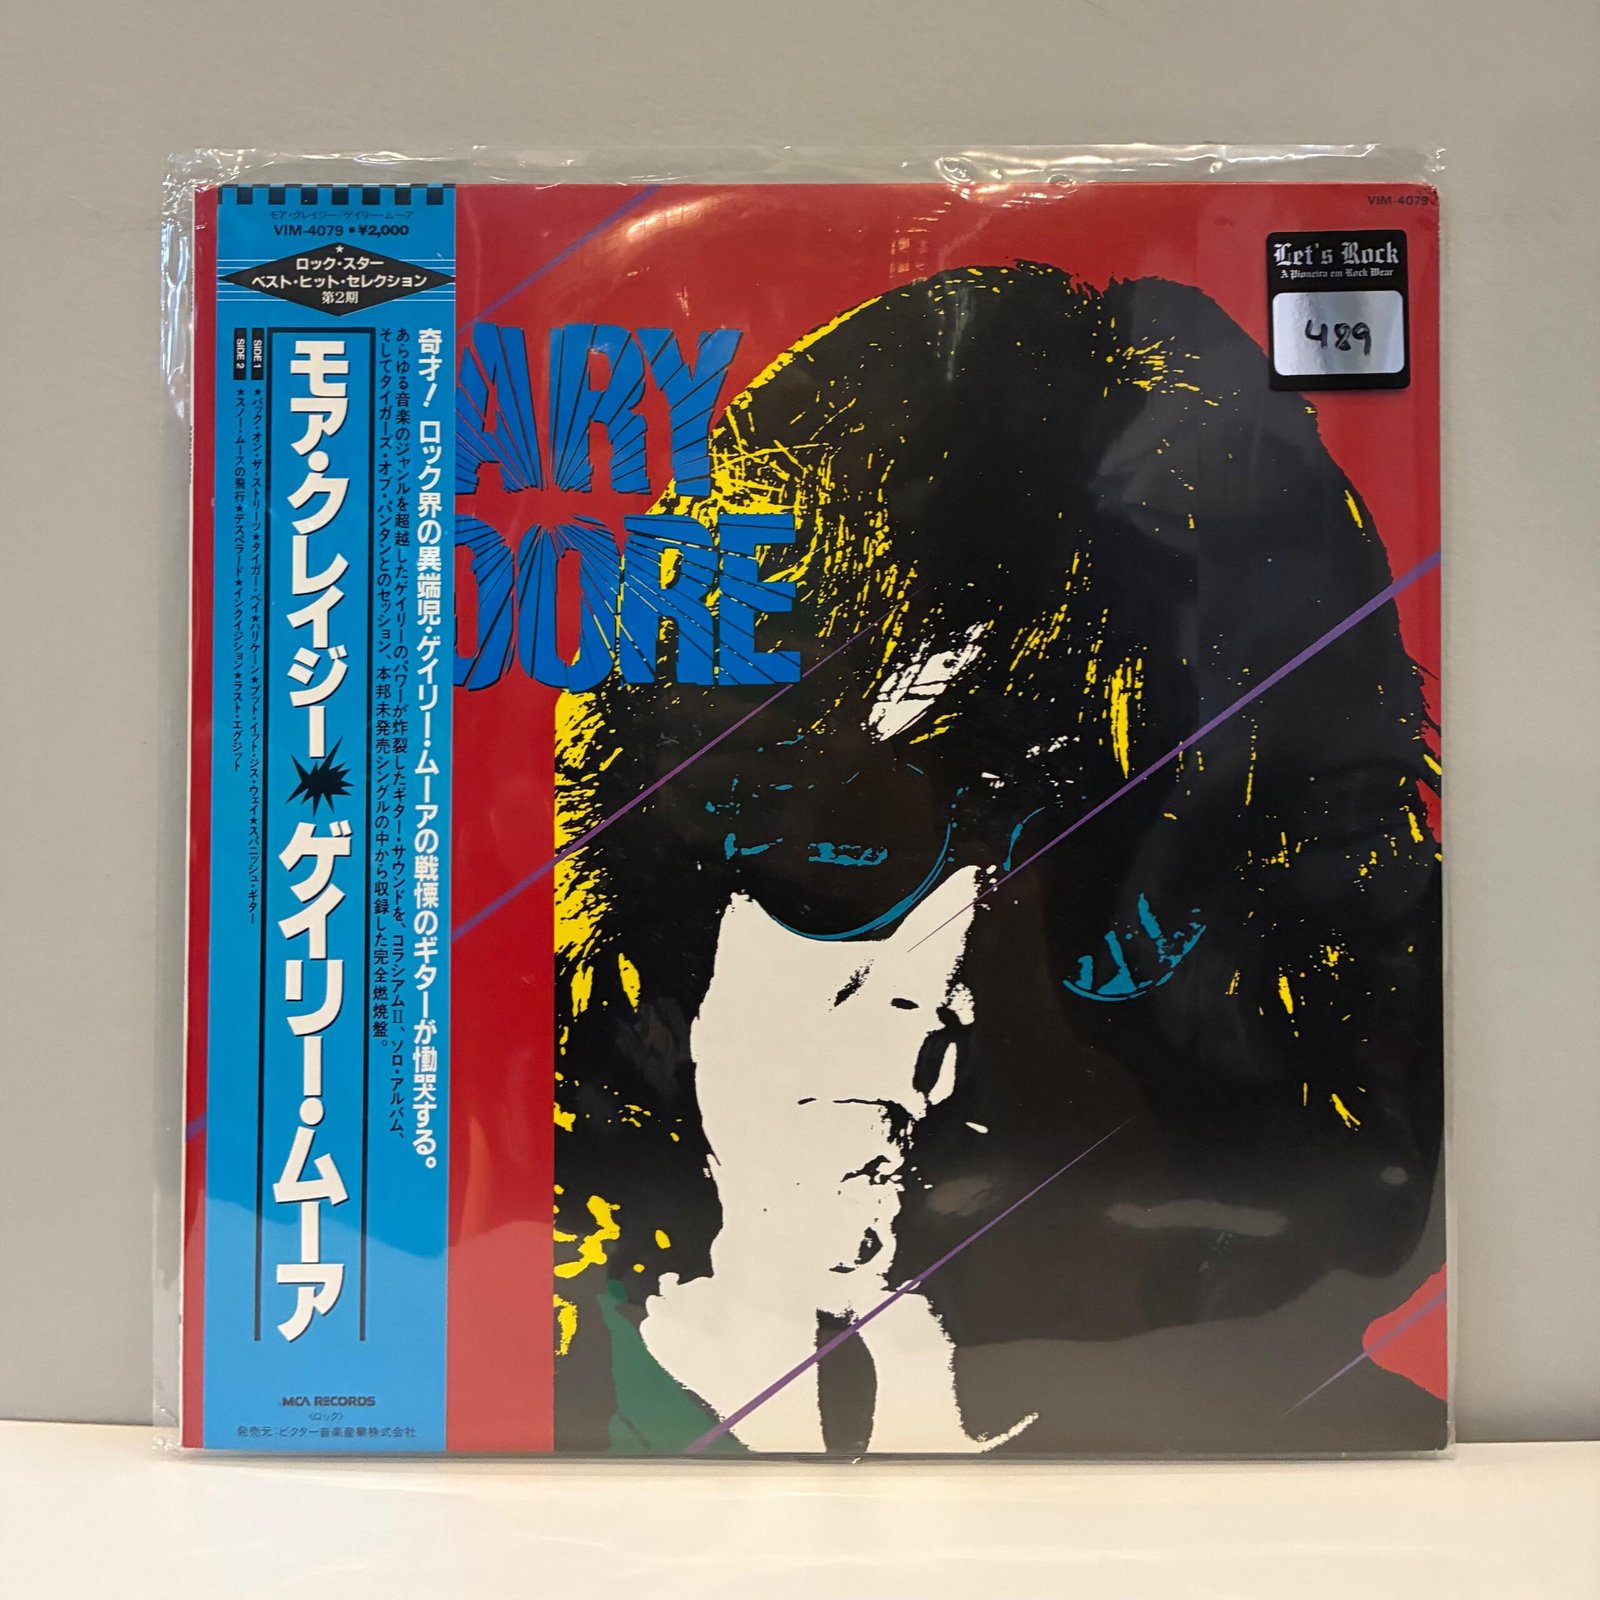 モア・クレイジー/ゲイリー・ムーア
VIM-4079 • ¥2,000
ロック・スター
ベスト・ヒット・セレクション
第2期
奇才! ロック界の異端児・ゲイリー・ムーアの戦慄のギターが慟哭する。
あらゆる音楽のジャンルを超越したゲイリーのパワーが炸裂したギター・サウンドを、コラシアムII、ソロ・アルバム、
そしてタイガーズ・オブ・パンタンとのセッション、本邦未発売シングルの中から収録した完全燃焼盤。
モア・クレイジー ゲイリー・ムーア
SIDE 1 ★バック・オン・ザ・ストリーツ★タイガー・ベイ★ハリケーン★プット・イット・ジス・ウェイ★スパニッシュ・ギター
SIDE 2 ★スノー・ムースの飛行★デスペラード★インクイジション★ラスト・エグジット
MCA RECORDS
〈ロック〉
発売元:ビクター音楽産業株式会社
ARY
OORE
VIM-4079
Let's Rock
A Pioneira em Rock Wear
489